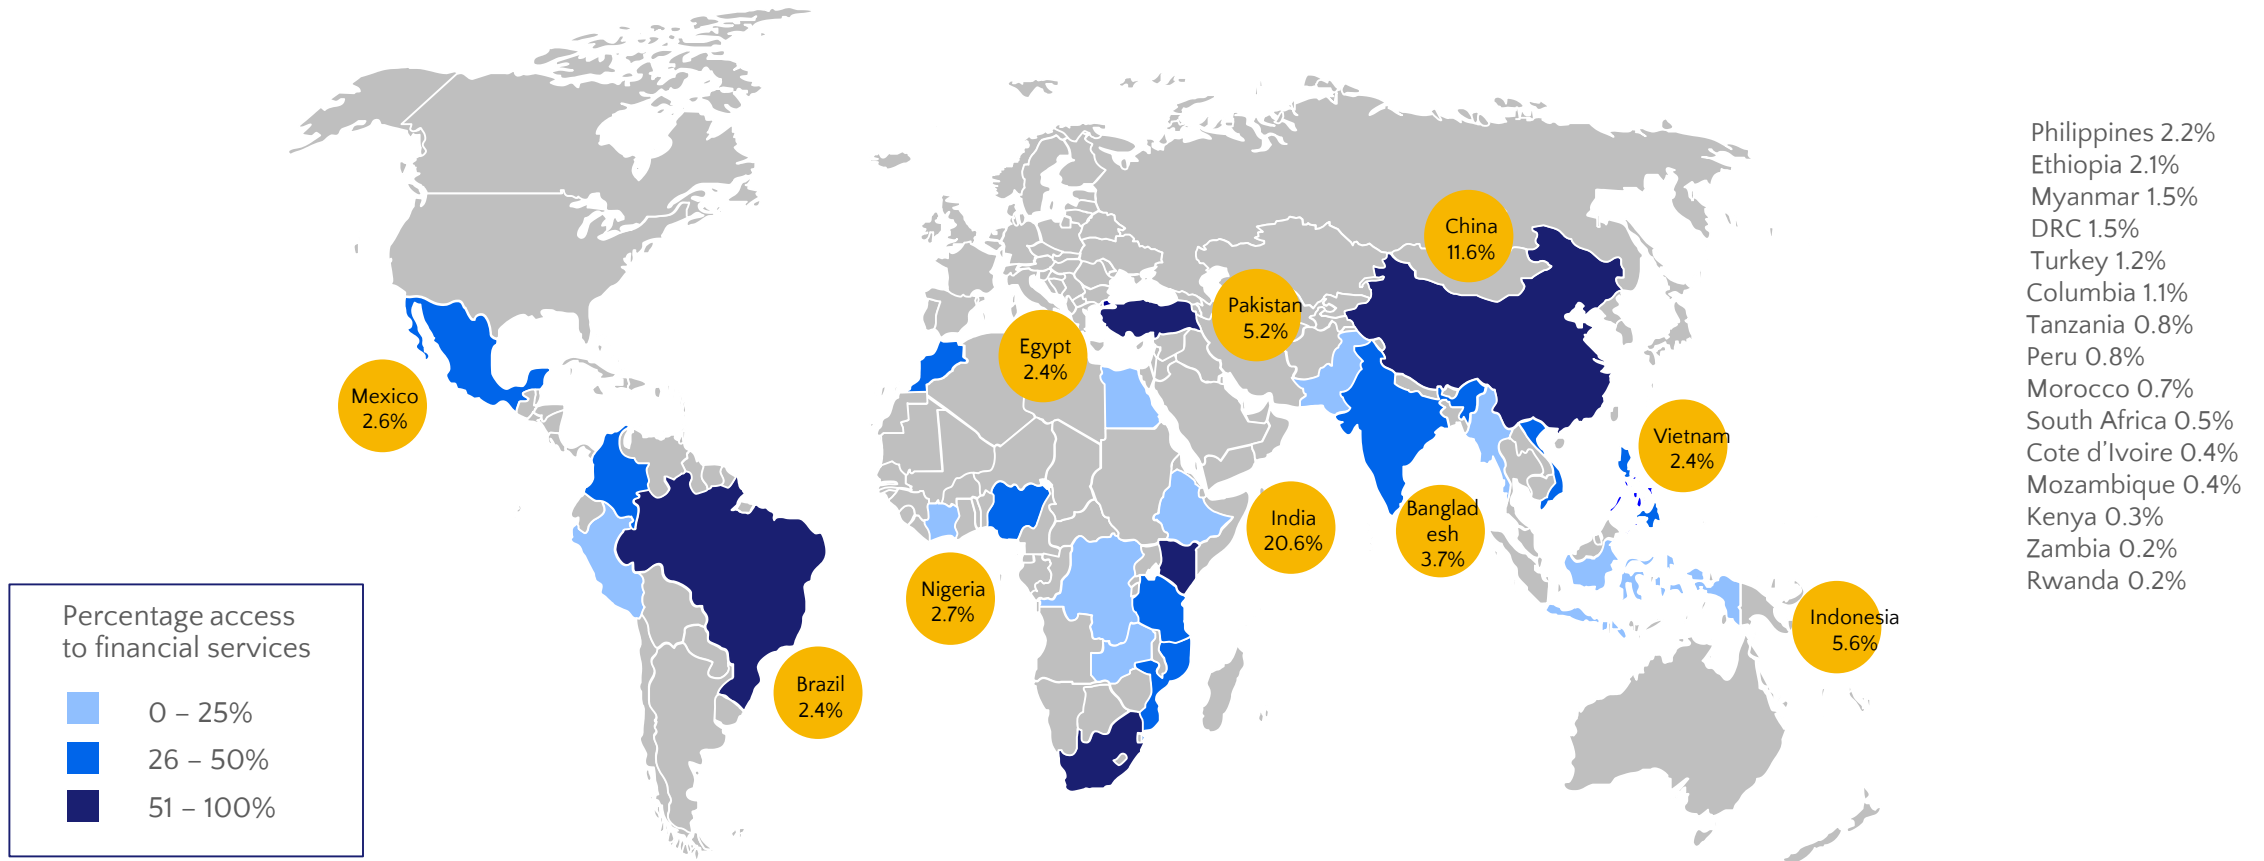 China
11.6%
Pakistan
5.2%
Egypt
2.4%
Mexico
2.6%
Vietnam
2.4%
India
20.6%
Banglad
esh
3.7%
Nigeria
2.7%
Indonesia
5.6%
Brazil
2.4%
Philippines 2.2%
Ethiopia 2.1%
Myanmar 1.5%
DRC 1.5%
Turkey 1.2%
Columbia 1.1%
Tanzania 0.8%
Peru 0.8%
Morocco 0.7%
South Africa 0.5%
Cote d’Ivoire 0.4%
Mozambique 0.4%
Kenya 0.3%
Zambia 0.2%
Rwanda 0.2%
Percentage access
to financial services
0 – 25%
26 – 50%
51 – 100%